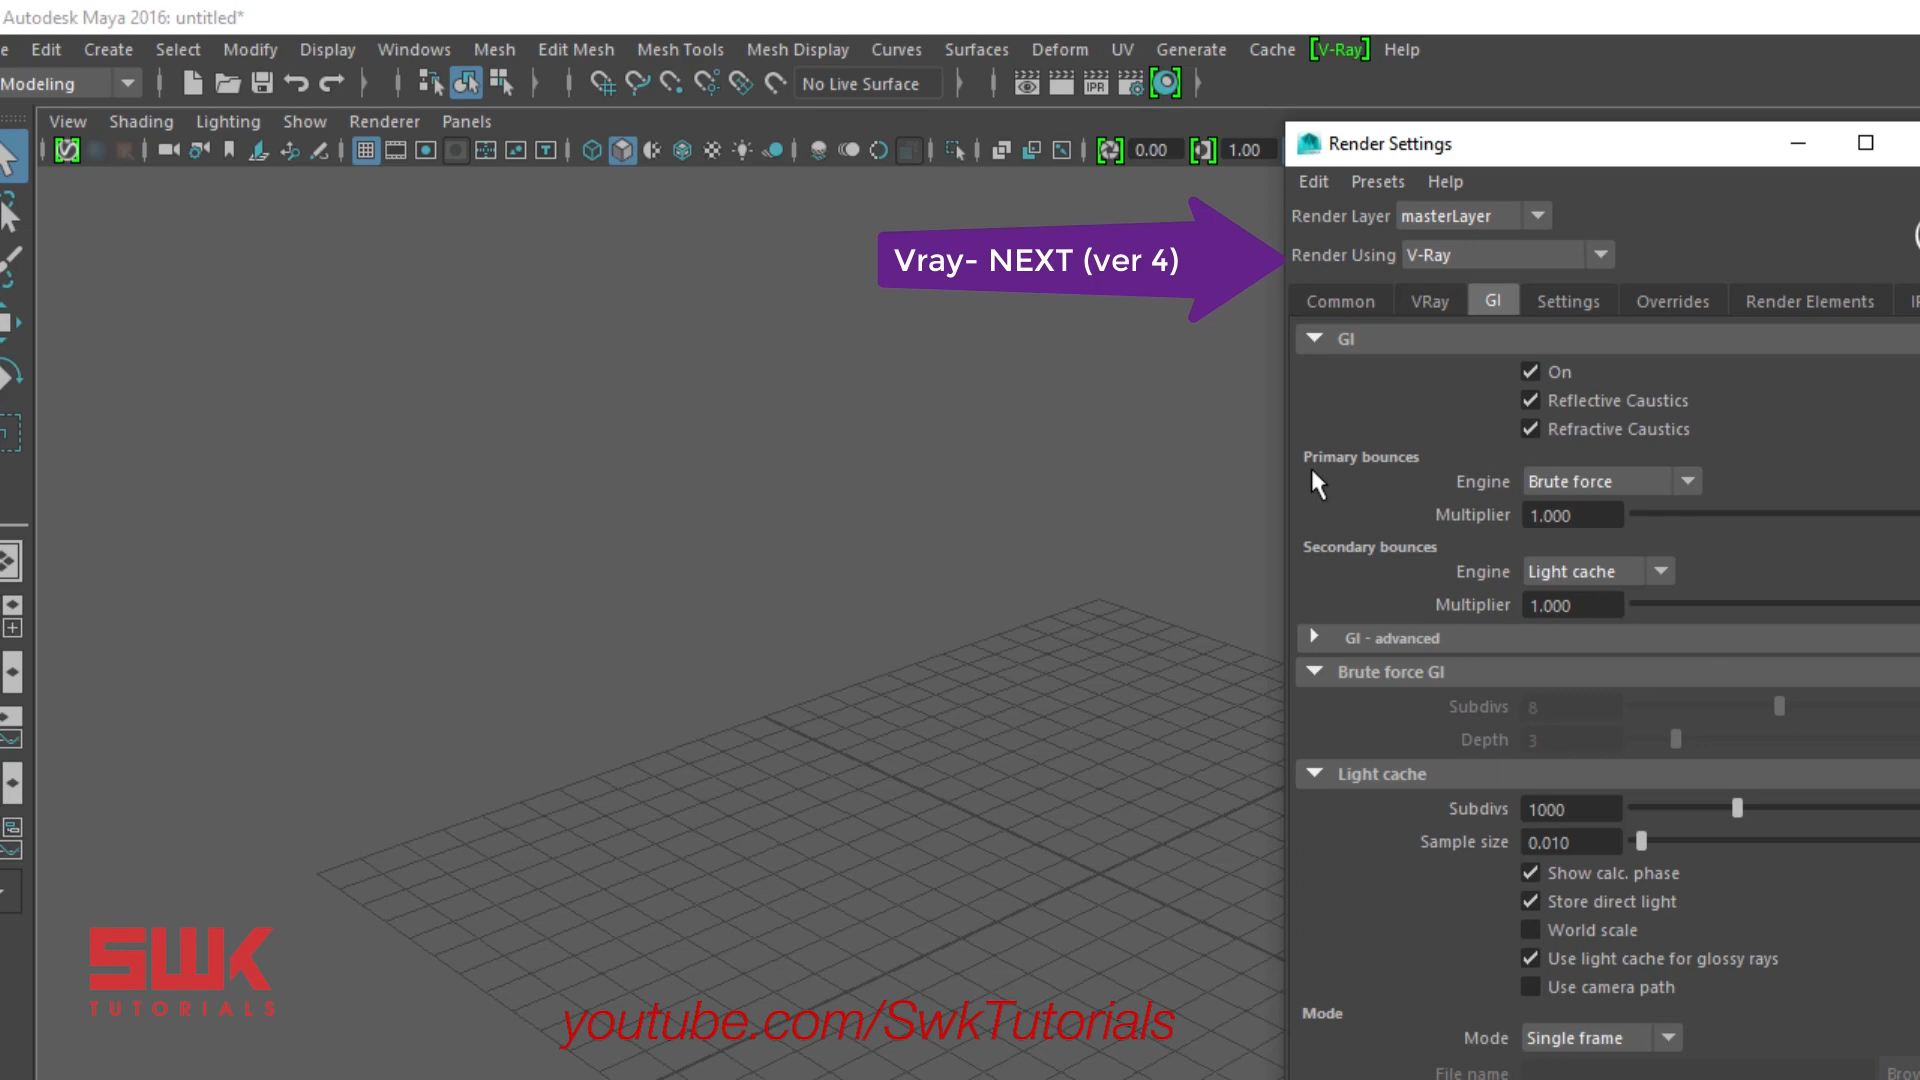 Autodesk Maya 2016: untitled*
e Edit Create Select Modify Display Windows Mesh Edit Mesh Mesh Tools Mesh Display Curves Surfaces Deform UV Generate Cache [V-Ray] Help
Modeling
No Live Surface
IPR
View Shading Lighting Show Renderer Panels
0.00
1.00
Render Settings
Edit Presets Help
Render Layer masterLayer
Vray- NEXT (ver 4)
Render Using V-Ray
Common VRay GI Settings Overrides Render Elements
GI
On
Reflective Caustics
Refractive Caustics
Primary bounces
Engine Brute force
Multiplier 1.000
Secondary bounces
Engine Light cache
Multiplier 1.000
GI - advanced
Brute force GI
Subdivs 8
Depth 3
Light cache
Subdivs 1000
Sample size 0.010
Show calc. phase
Store direct light
World scale
Use light cache for glossy rays
Use camera path
Mode
Mode Single frame
File name
Brow
SWK
TUTORIALS
youtube.com/SwkTutorials